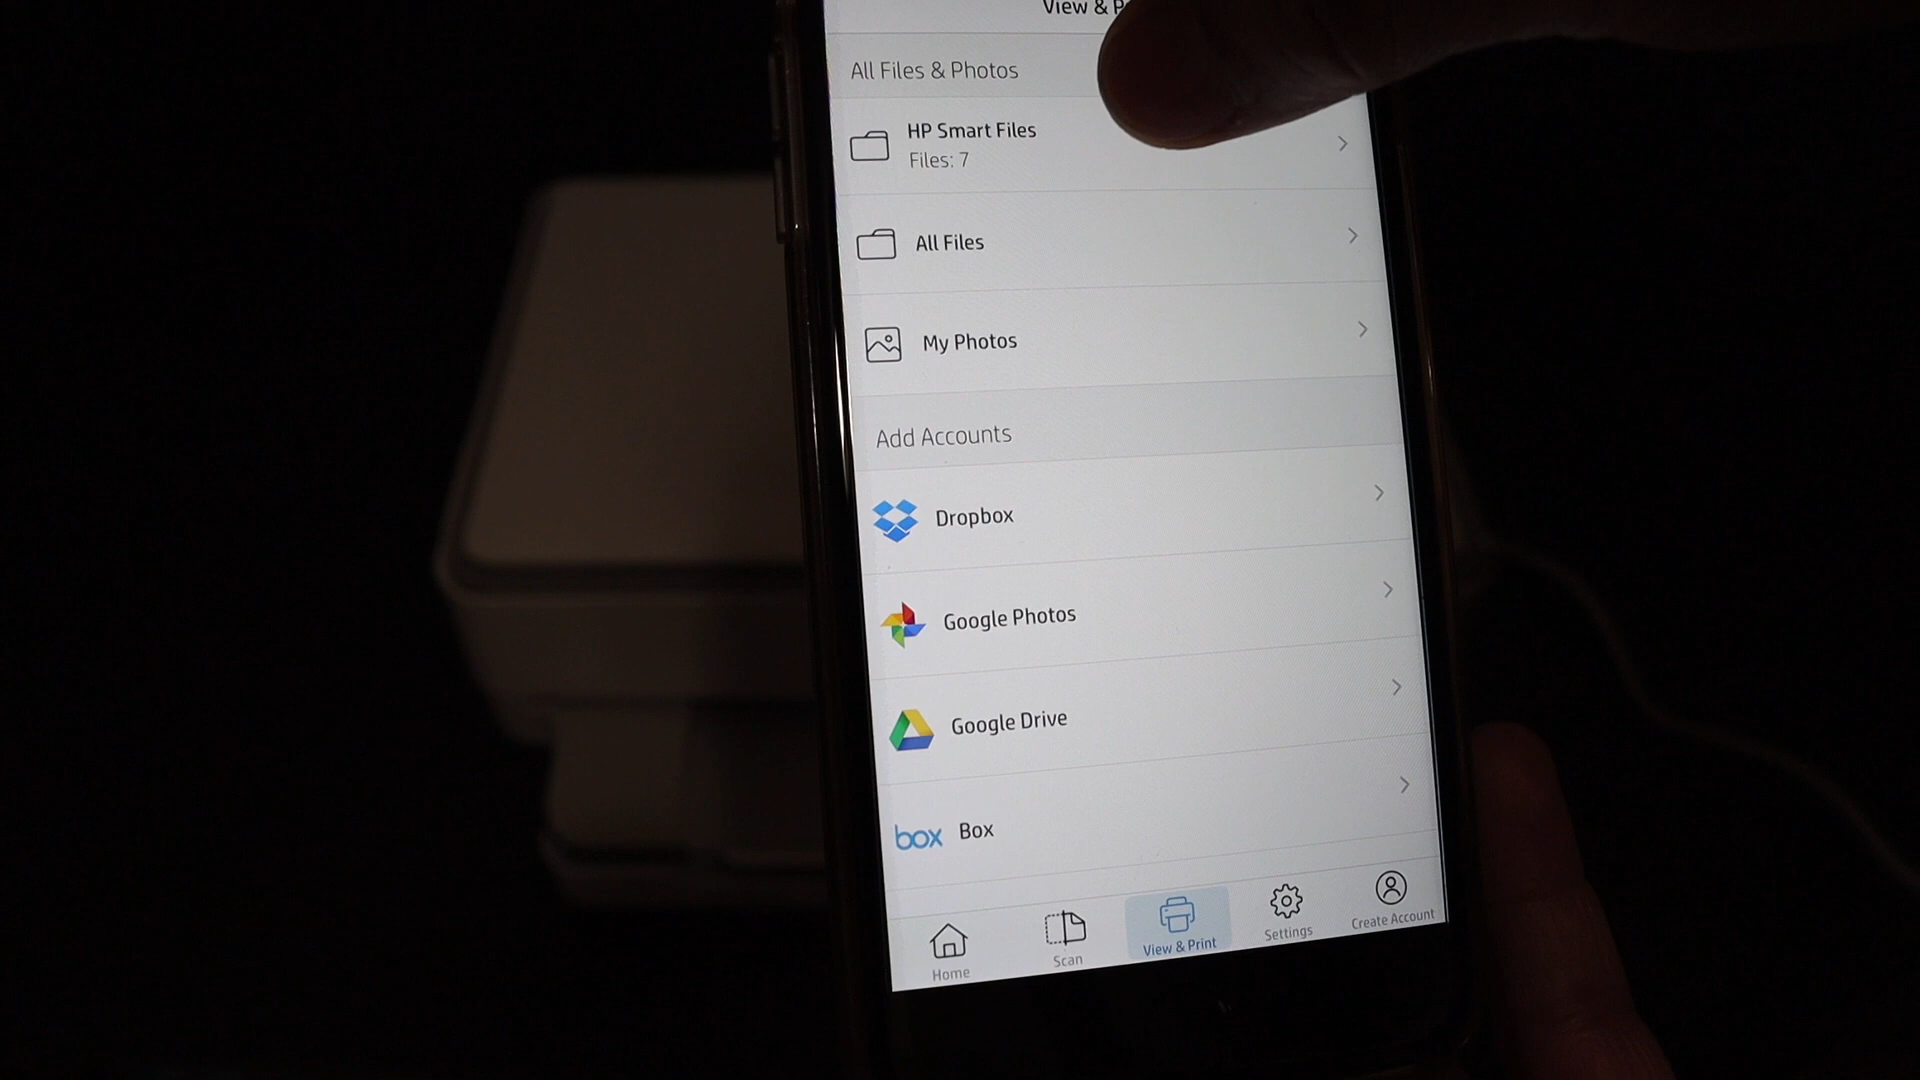 View & P
All Files & Photos
HP Smart Files
Files: 7
All Files
My Photos
Add Accounts
Dropbox
Google Photos
Google Drive
box Box
Home
Scan
View & Print
Settings
Create Account